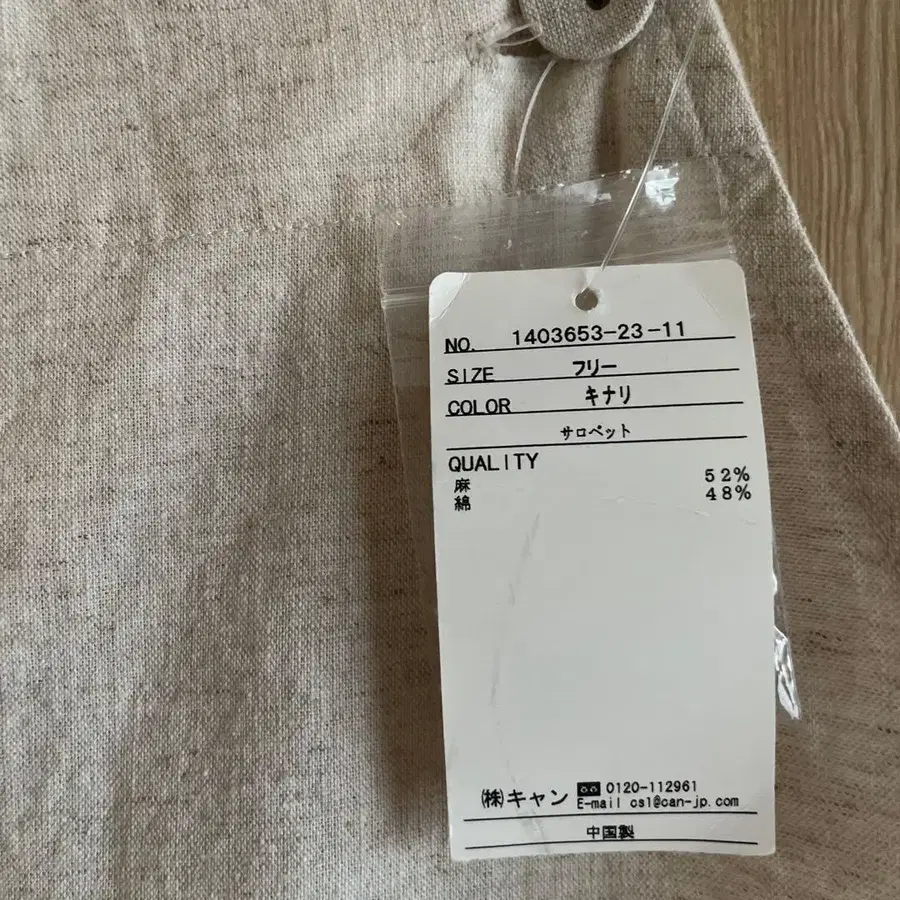 NO. 1403653-23-11
SIZE フリー
COLOR キナリ
サロペット
QUALITY
麻 52%
綿 48%
㈱キャン 0120-112961
E-mail cs1@can-jp.com
中国製